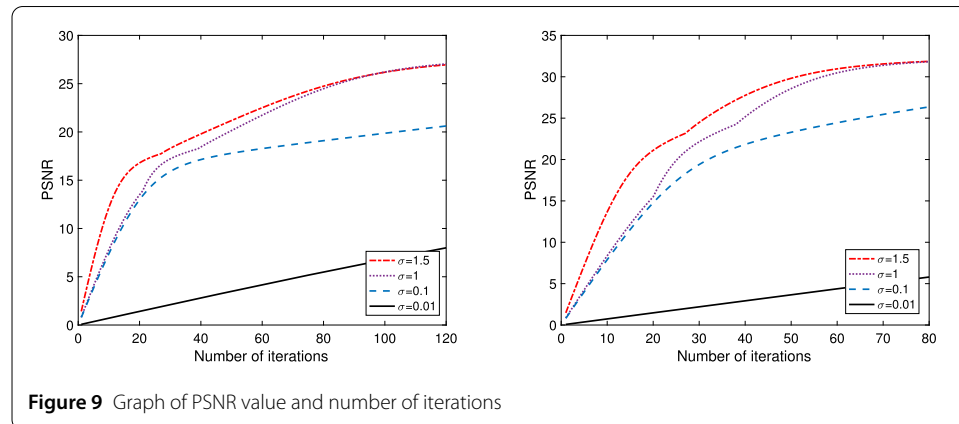 30
25
20
15
10
5
0
PSNR
0 20 40 60 80 100 120
Number of iterations
σ=1.5
σ=1
σ=0.1
σ=0.01
35
30
25
20
15
10
5
0
PSNR
0 10 20 30 40 50 60 70 80
Number of iterations
σ=1.5
σ=1
σ=0.1
σ=0.01
Figure 9 Graph of PSNR value and number of iterations